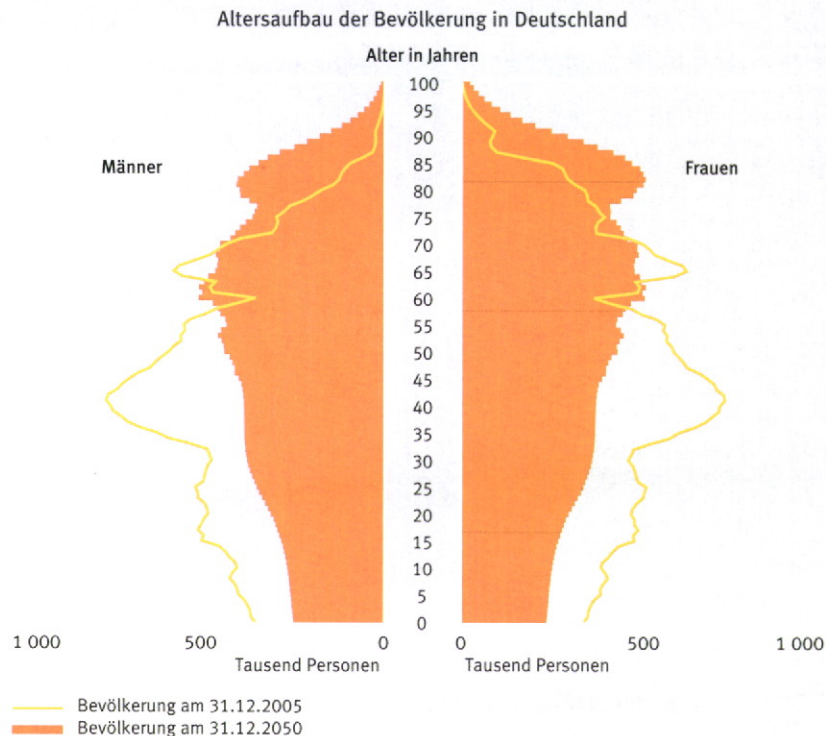 Altersaufbau der Bevölkerung in Deutschland
Alter in Jahren
Männer
Frauen
100
95
90
85
80
75
70
65
60
55
50
45
40
35
30
25
20
15
10
5
0
1 000 500 0 0 500 1 000
Tausend Personen Tausend Personen
Bevölkerung am 31.12.2005
Bevölkerung am 31.12.2050